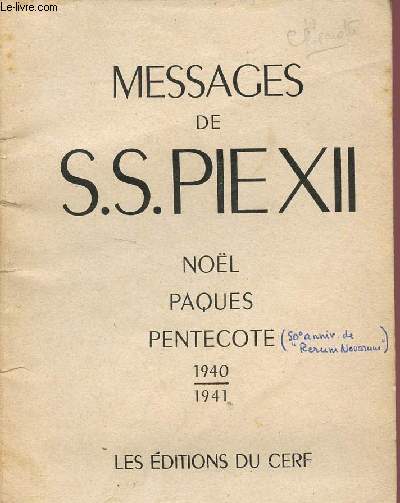 Le-livre.com
MESSAGES
DE
S.S. PIE XII
NOËL
PAQUES
PENTECOTE (50e anniv. de
"Rerum Novarum")
1940
1941
LES ÉDITIONS DU CERF